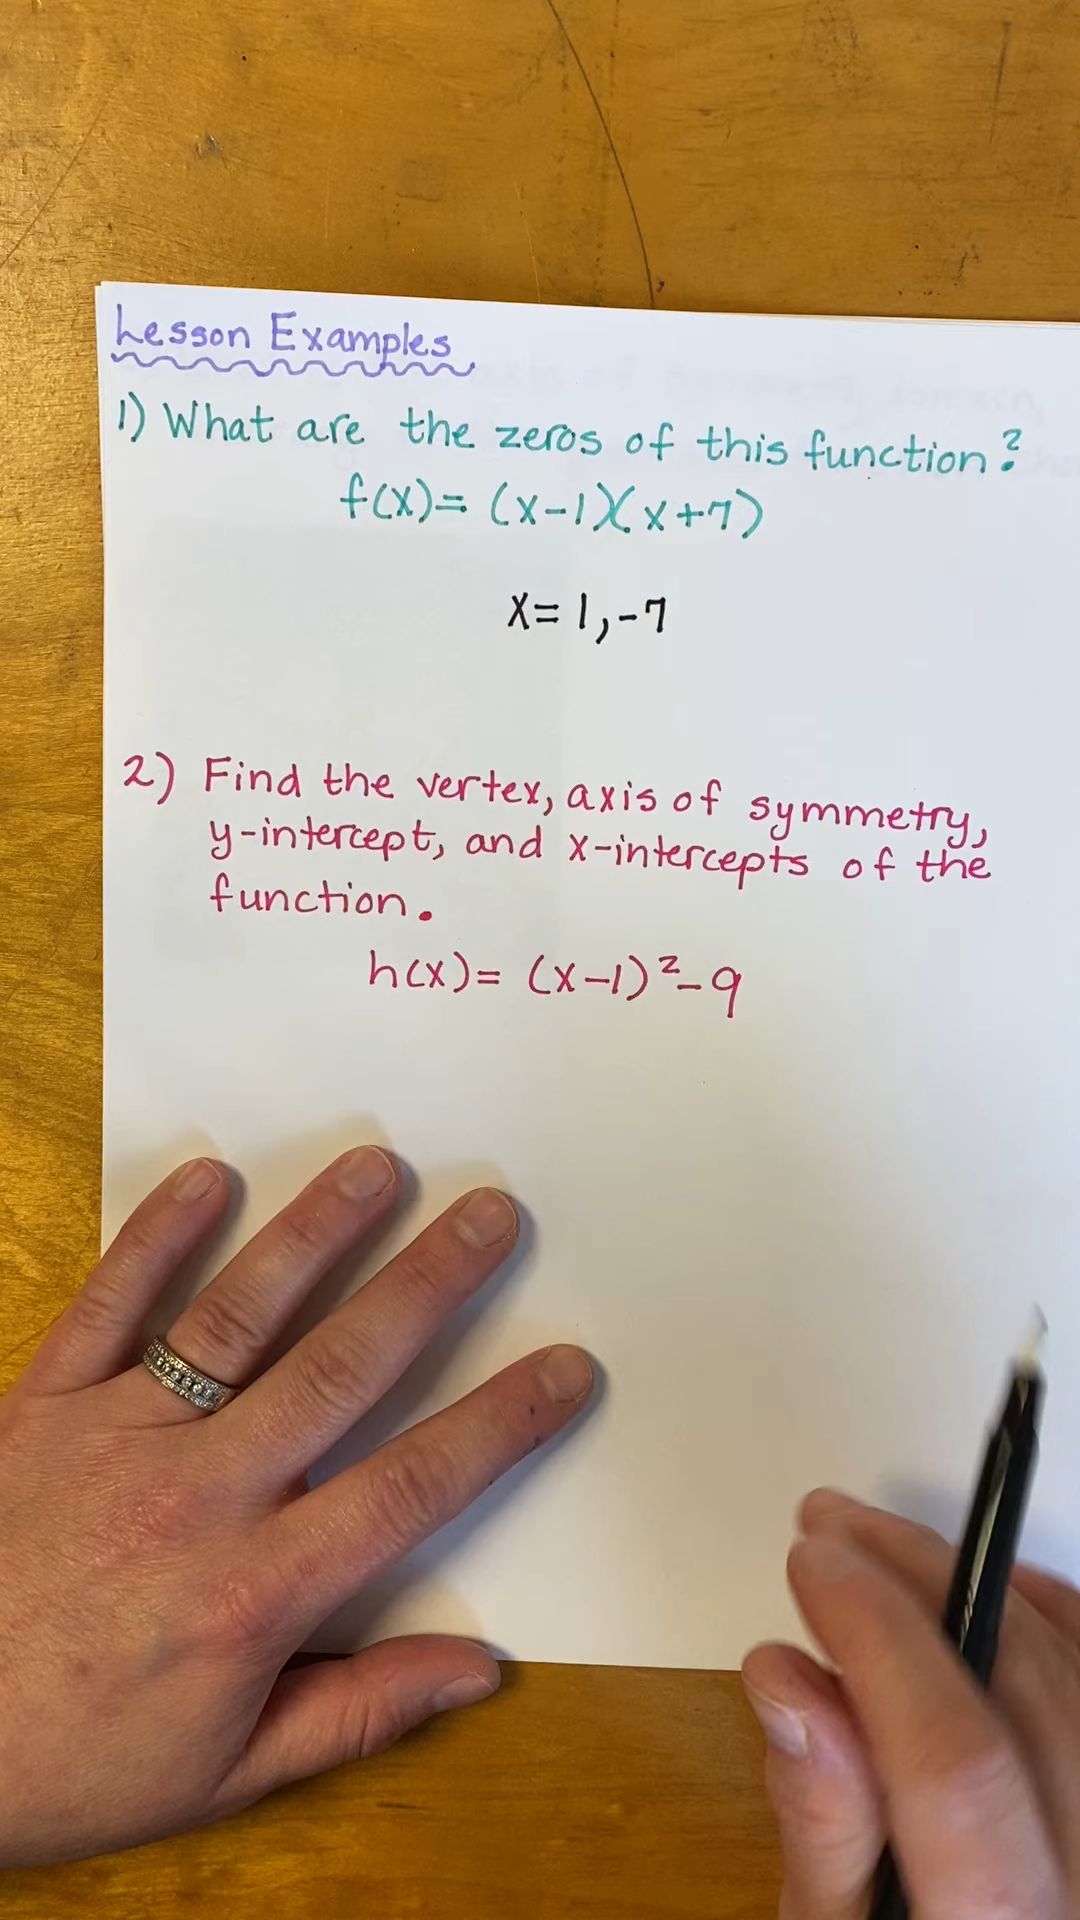 Lesson Examples
1) What are the zeros of this function?
f(x)= (x-1)(x+7)
x= 1,-7
2) Find the vertex, axis of symmetry,
y-intercept, and x-intercepts of the
function.
h(x)= (x-1)²-9